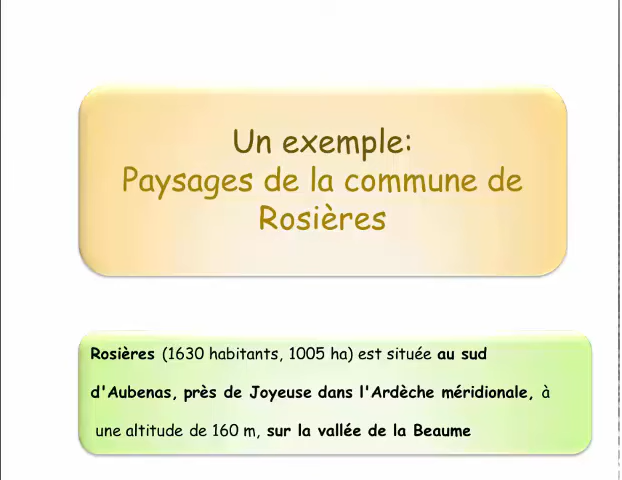 Un exemple:
Paysages de la commune de
Rosières
Rosières (1630 habitants, 1005 ha) est située au sud
d'Aubenas, près de Joyeuse dans l'Ardèche méridionale, à
une altitude de 160 m, sur la vallée de la Beaume